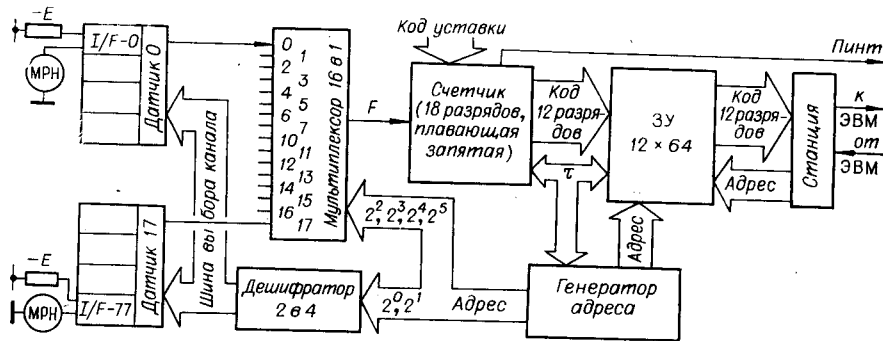 –E
I/F-0
МРН
Датчик 0
Шина выбора канала
–E
I/F-77
МРН
Датчик 17
Дешифратор
2 в 4
0
1
2
3
4
5
6
7
10
11
12
13
14
15
16
17
Мультиплексор 16 в 1
2², 2³, 2⁴, 2⁵
2⁰, 2¹
Адрес
F
Код уставки
Счетчик
(18 разрядов,
плавающая
запятая)
Код
12 разря-
дов
τ
ЗУ
12 × 64
Адрес
Генератор
адреса
Код
12 разря-
дов
Адрес
Станция
Пинт
к
ЭВМ
от
ЭВМ